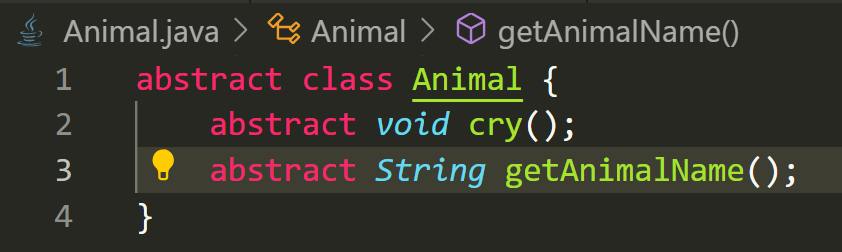 Animal.java > Animal > getAnimalName()
1 abstract class Animal {
2     abstract void cry();
3     abstract String getAnimalName();
4 }